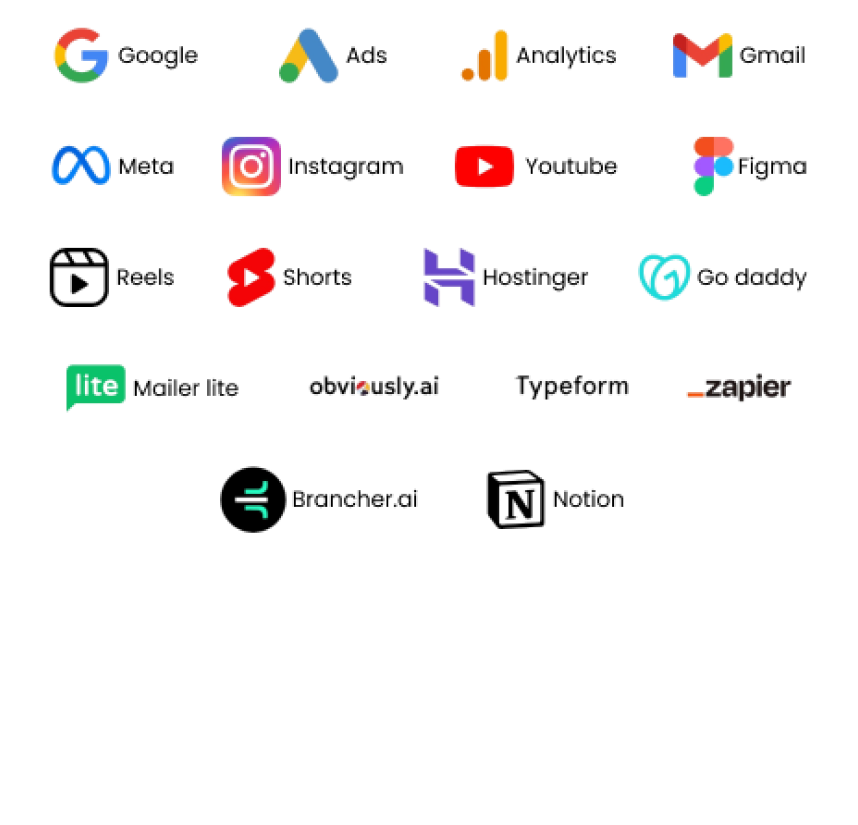 Google Ads Analytics Gmail
Meta Instagram Youtube Figma
Reels Shorts Hostinger Go daddy
lite Mailer lite obviously.ai Typeform _zapier
Brancher.ai N Notion